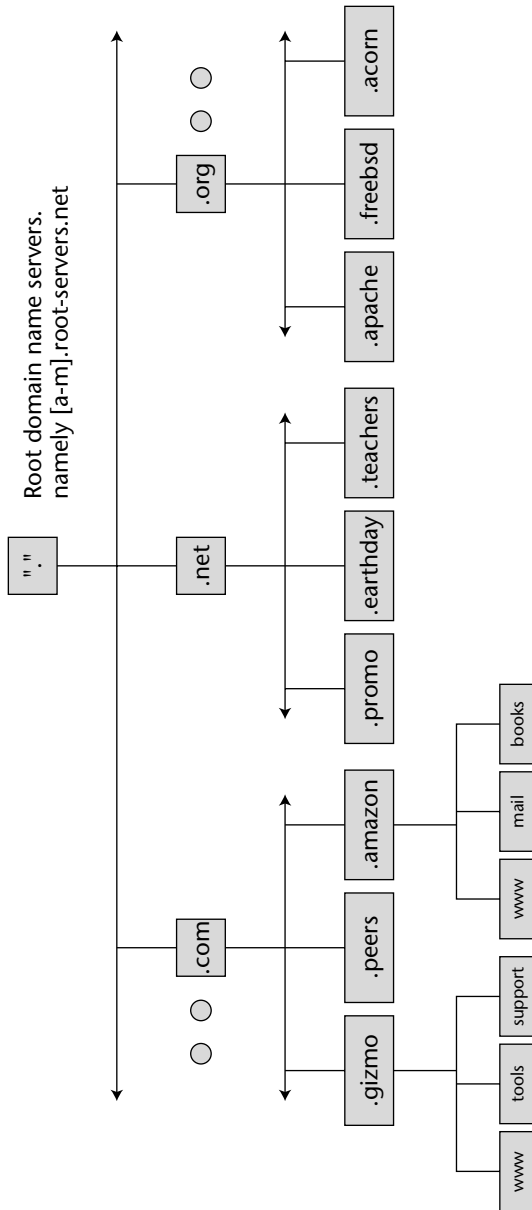 "."
Root domain name servers.
namely [a-m].root-servers.net
.com
.net
.org
.gizmo
.peers
.amazon
.promo
.earthday
.teachers
.apache
.freebsd
.acorn
www
tools
support
www
mail
books